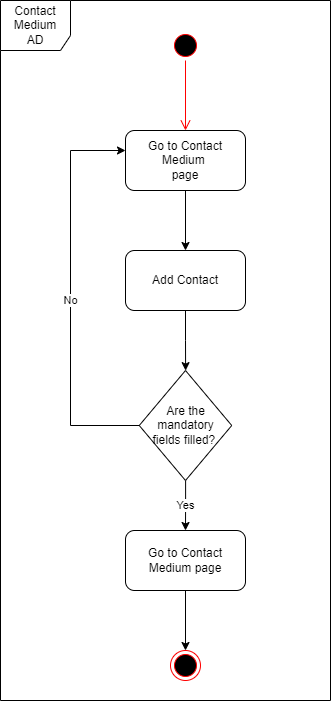 Contact
Medium
AD
Go to Contact
Medium
page
Add Contact
No
Are the
mandatory
fields filled?
Yes
Go to Contact
Medium page